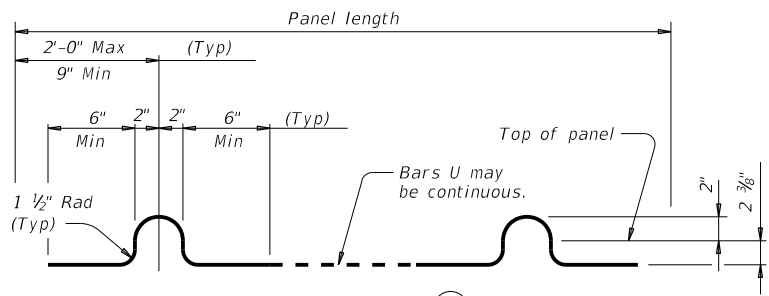 Panel length
2'-0" Max (Typ)
9" Min
6" 2" 2" 6" (Typ)
Min Min
Top of panel
Bars U may
be continuous.
1 ½" Rad
(Typ)
2"
2 ⅜"